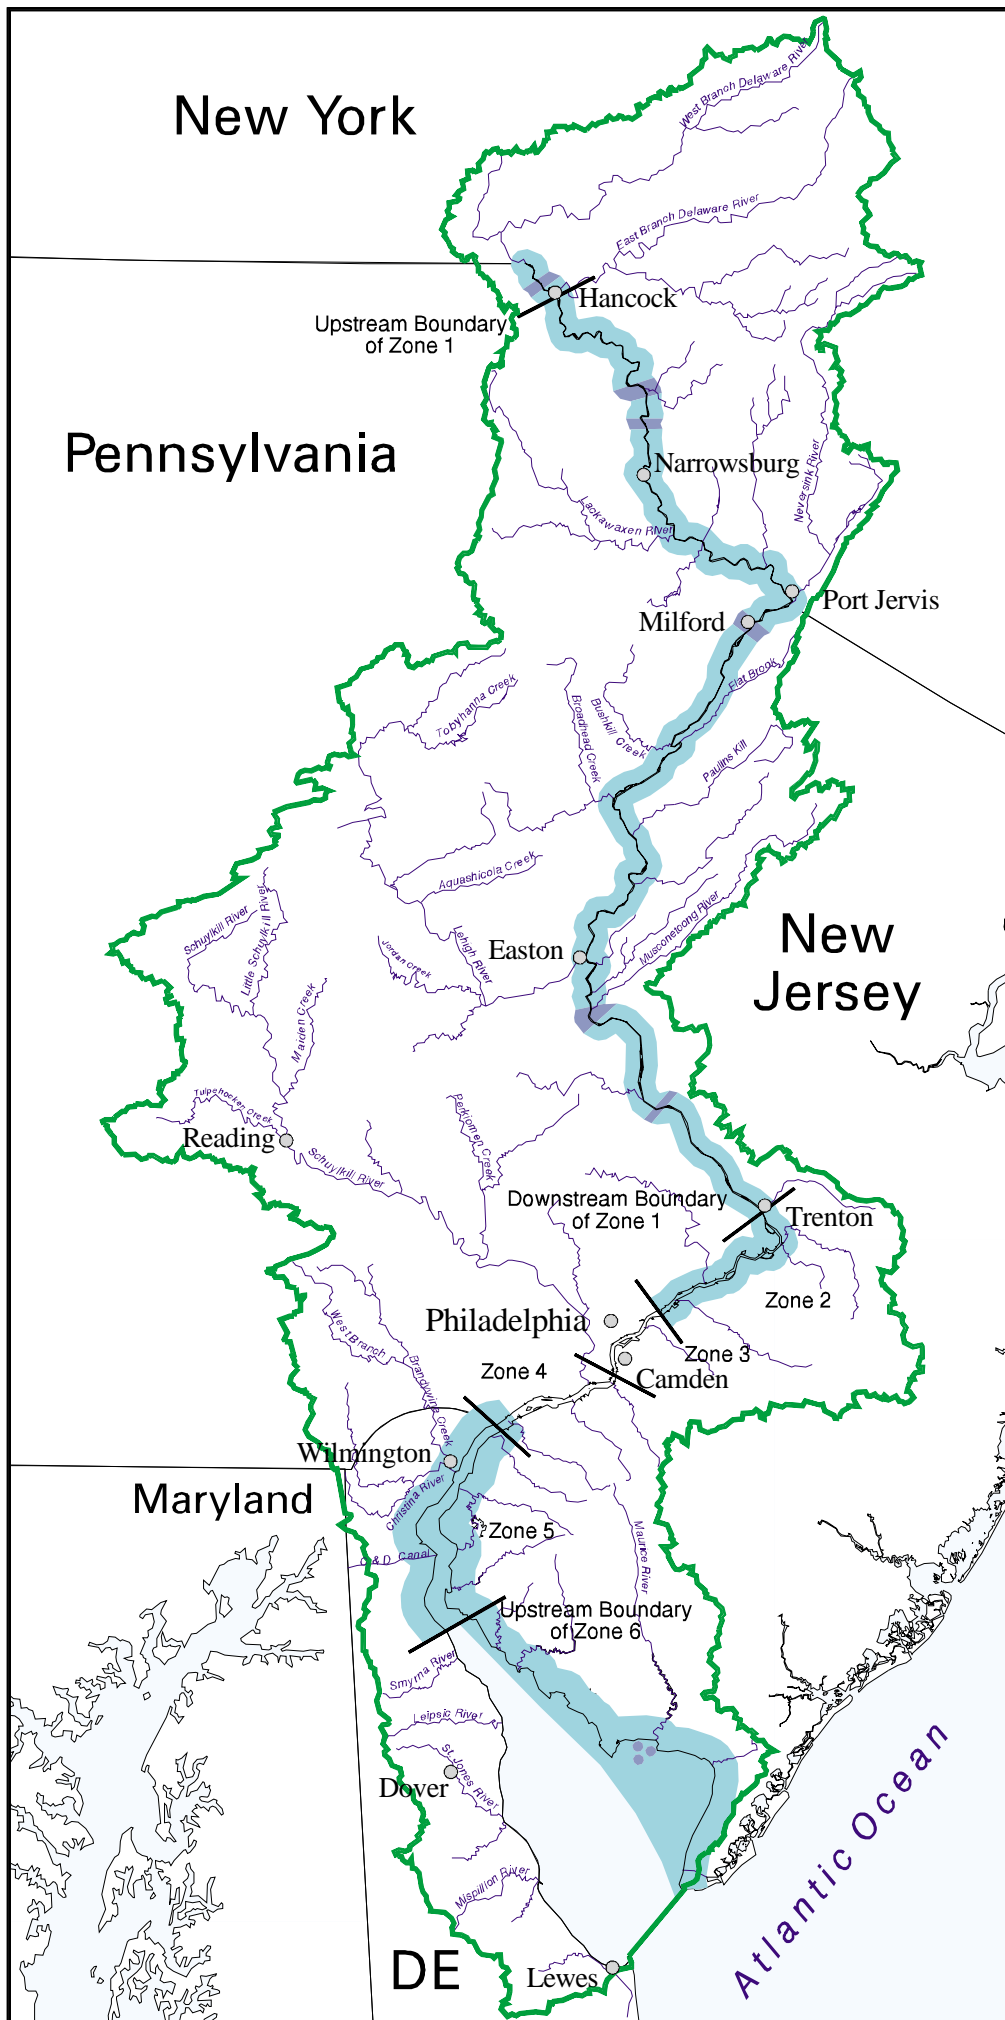 West Branch Delaware River
New York
East Branch Delaware River
Hancock
Upstream Boundary
of Zone 1
Pennsylvania
Narrowsburg
Neversink River
Lackawaxen River
Port Jervis
Milford
Flat Brook
Tobyhanna Creek
Broadhead Creek
Bushkill Creek
Paulins Kill
Aquashicola Creek
Schuylkill River
Little Schuylkill River
Musconetcong River
New
Jersey
Lehigh River
Jordan Creek
Easton
Maiden Creek
Tulpehocken Creek
Perkiomen Creek
Reading
Schuylkill River
Downstream Boundary
of Zone 1
Trenton
Zone 2
Philadelphia
West Branch
Brandywine Creek
Zone 3
Zone 4
Camden
Wilmington
Maryland
Christina River
Zone 5
C & D Canal
Maurice River
Upstream Boundary
of Zone 6
Smyrna River
Leipsic River
St. Jones River
Dover
Atlantic Ocean
Mispillion River
DE
Lewes